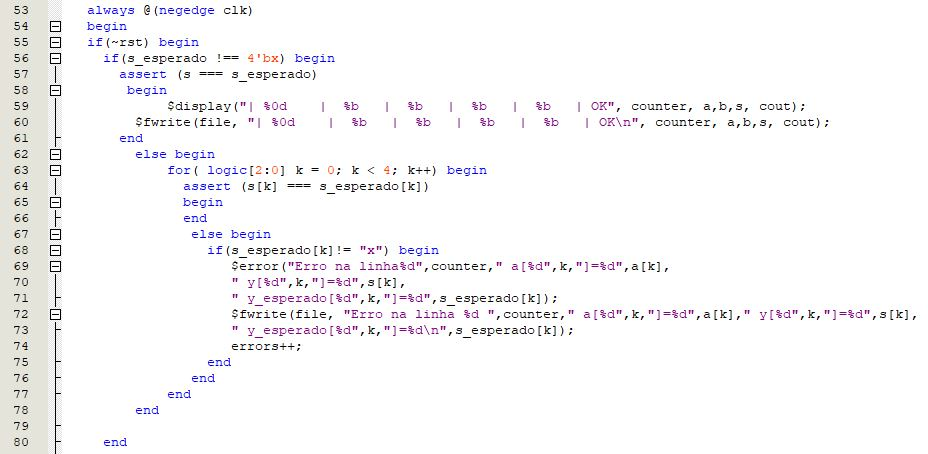 53 always @(negedge clk)
54 begin
55 if(~rst) begin
56 if(s_esperado !== 4'bx) begin
57 assert (s === s_esperado)
58 begin
59 $display("| %0d | %b | %b | %b | %b | OK", counter, a,b,s, cout);
60 $fwrite(file, "| %0d | %b | %b | %b | %b | OK\n", counter, a,b,s, cout);
61 end
62 else begin
63 for( logic[2:0] k = 0; k < 4; k++) begin
64 assert (s[k] === s_esperado[k])
65 begin
66 end
67 else begin
68 if(s_esperado[k]!= "x") begin
69 $error("Erro na linha%d",counter," a[%d",k,"]=%d",a[k],
70 " y[%d",k,"]=%d",s[k],
71 " y_esperado[%d",k,"]=%d",s_esperado[k]);
72 $fwrite(file, "Erro na linha %d ",counter," a[%d",k,"]=%d",a[k]," y[%d",k,"]=%d",s[k],
73 " y_esperado[%d",k,"]=%d\n",s_esperado[k]);
74 errors++;
75 end
76 end
77 end
78 end
79
80 end